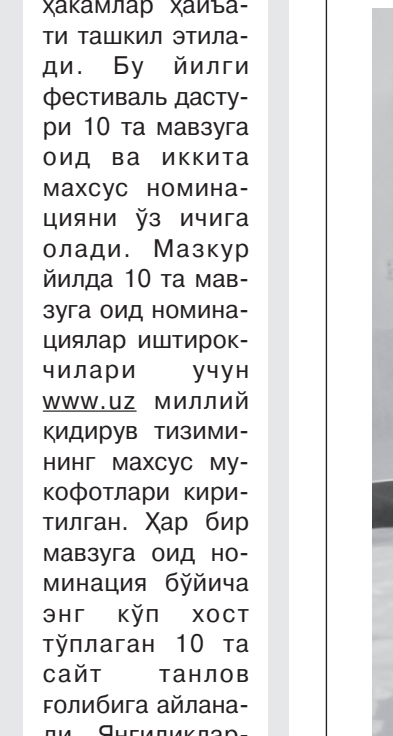 ҳакамлар ҳайъа-
ти ташкил этила-
ди. Бу йилги
фестиваль дасту-
ри 10 та мавзуга
оид ва иккита
махсус номина-
цияни ўз ичига
олади. Мазкур
йилда 10 та мав-
зуга оид номина-
циялар иштирок-
чилари учун
www.uz миллий
қидирув тизими-
нинг махсус му-
кофотлари кири-
тилган. Ҳар бир
мавзуга оид но-
минация бўйича
энг кўп хост
тўплаган 10 та
сайт танлов
ғолибига айлана-
ди. Янгиликлар-